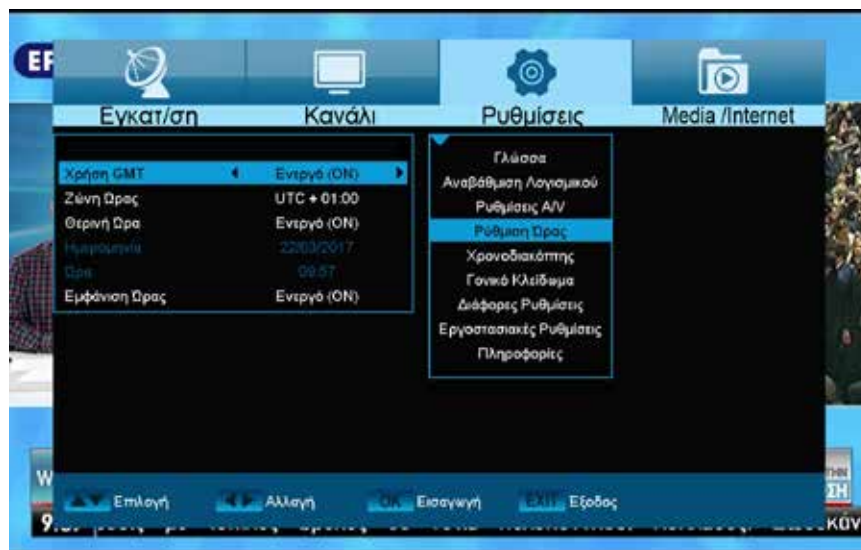 Εγκατ/ση
Κανάλι
Ρυθμίσεις
Media /Internet
Χρήση GMT Ενεργό (ON)
Ζώνη Ώρας UTC + 01:00
Θερινή Ώρα Ενεργό (ON)
Ημερομηνία 22/03/2017
Ώρα 09:57
Εμφάνιση Ώρας Ενεργό (ON)
Γλώσσα
Αναβάθμιση Λογισμικού
Ρυθμίσεις A/V
Ρύθμιση Ώρας
Χρονοδιακόπτης
Γονικό Κλείδωμα
Διάφορες Ρυθμίσεις
Εργοστασιακές Ρυθμίσεις
Πληροφορίες
Επιλογή
Αλλαγή
OK Εισαγωγή
EXIT Έξοδος